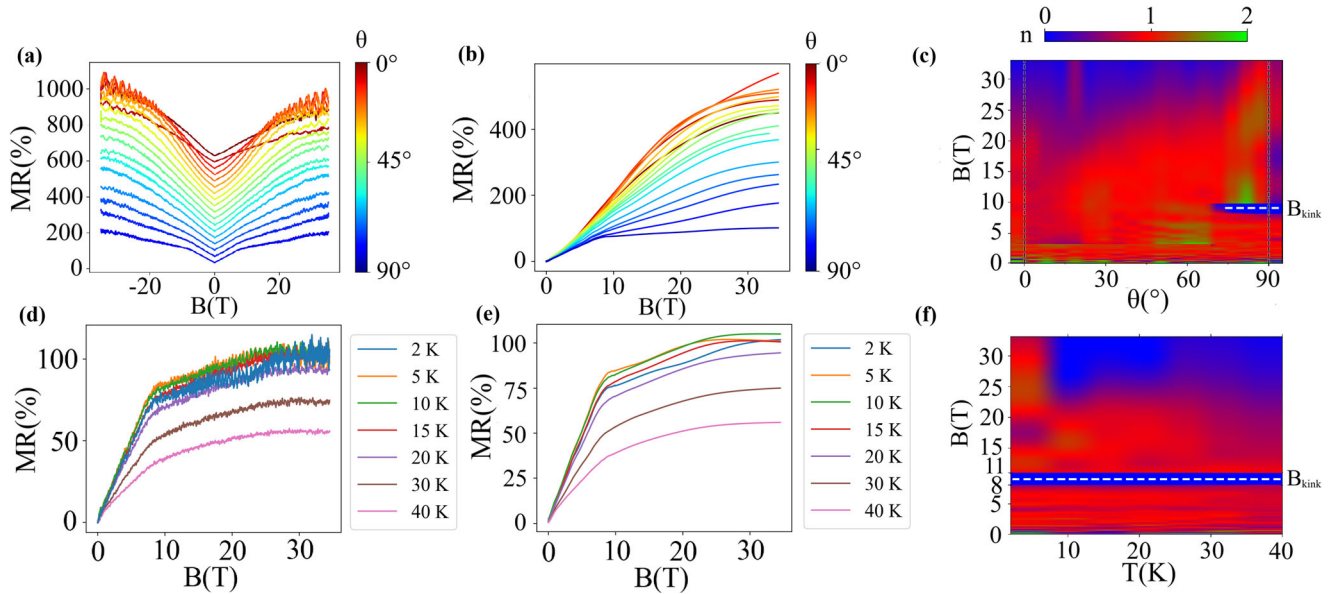 (a)
MR(%)
1000
800
600
400
200
0
-20 0 20
B(T)
θ
0°
45°
90°
(b)
MR(%)
400
200
0
0 10 20 30
B(T)
θ
0°
45°
90°
(c)
n
0 1 2
B(T)
30
25
20
15
10
5
0
0 30 60 90
θ(°)
Bkink
(d)
MR(%)
100
50
0
0 10 20 30
B(T)
2 K
5 K
10 K
15 K
20 K
30 K
40 K
(e)
MR(%)
100
75
50
25
0
0 10 20 30
B(T)
2 K
5 K
10 K
15 K
20 K
30 K
40 K
(f)
B(T)
30
25
20
15
11
8
5
0
10 20 30 40
T(K)
Bkink